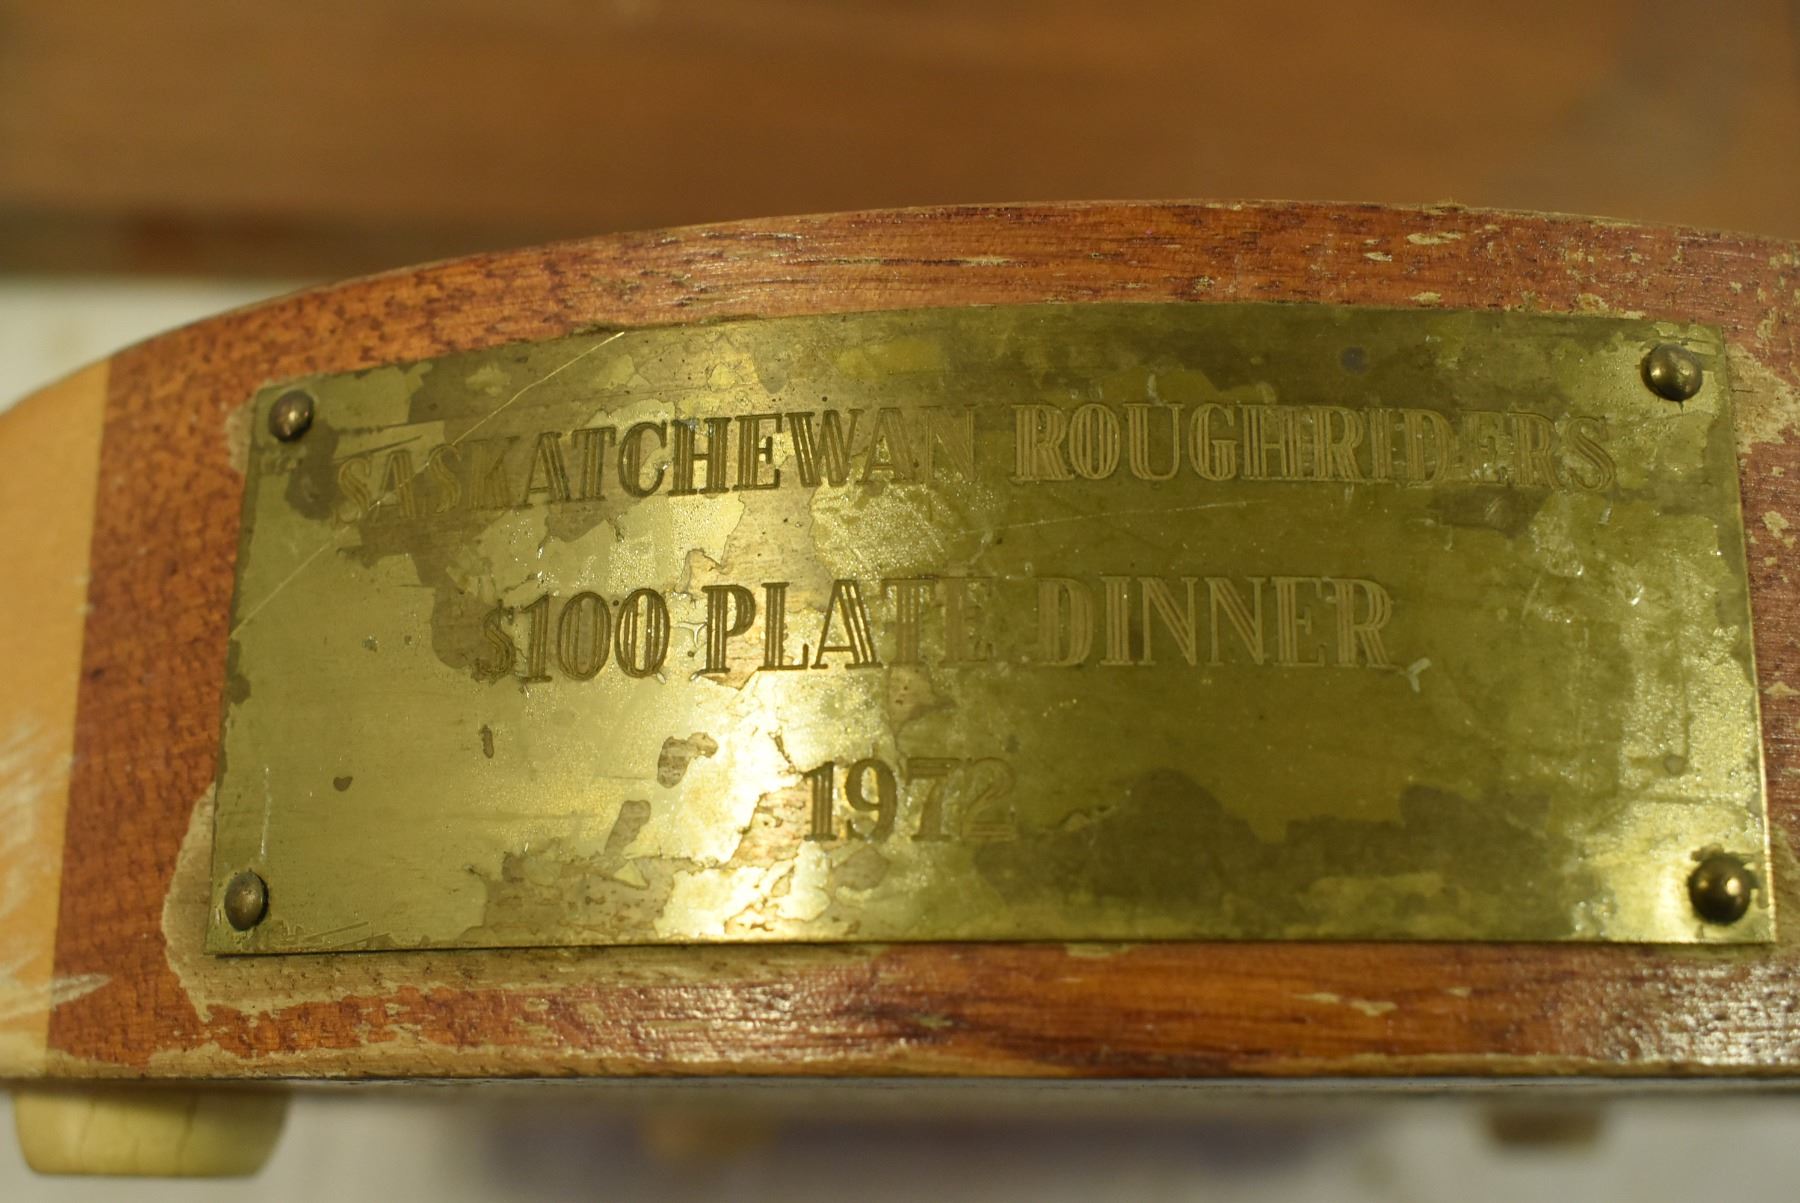 SASKATCHEWAN ROUGHRIDERS
$100 PLATE DINNER
1972